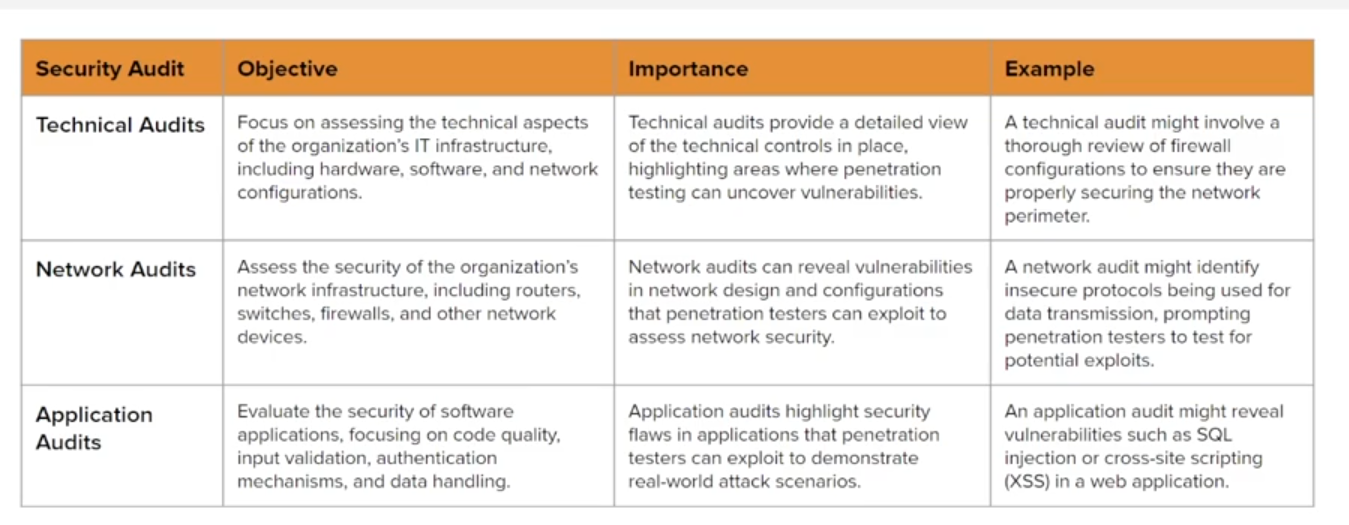 Security Audit
Objective
Importance
Example
Technical Audits
Focus on assessing the technical aspects
of the organization's IT infrastructure,
including hardware, software, and network
configurations.
Technical audits provide a detailed view
of the technical controls in place,
highlighting areas where penetration
testing can uncover vulnerabilities.
A technical audit might involve a
thorough review of firewall
configurations to ensure they are
properly securing the network
perimeter.
Network Audits
Assess the security of the organization's
network infrastructure, including routers,
switches, firewalls, and other network
devices.
Network audits can reveal vulnerabilities
in network design and configurations
that penetration testers can exploit to
assess network security.
A network audit might identify
insecure protocols being used for
data transmission, prompting
penetration testers to test for
potential exploits.
Application
Audits
Evaluate the security of software
applications, focusing on code quality,
input validation, authentication
mechanisms, and data handling.
Application audits highlight security
flaws in applications that penetration
testers can exploit to demonstrate
real-world attack scenarios.
An application audit might reveal
vulnerabilities such as SQL
injection or cross-site scripting
(XSS) in a web application.